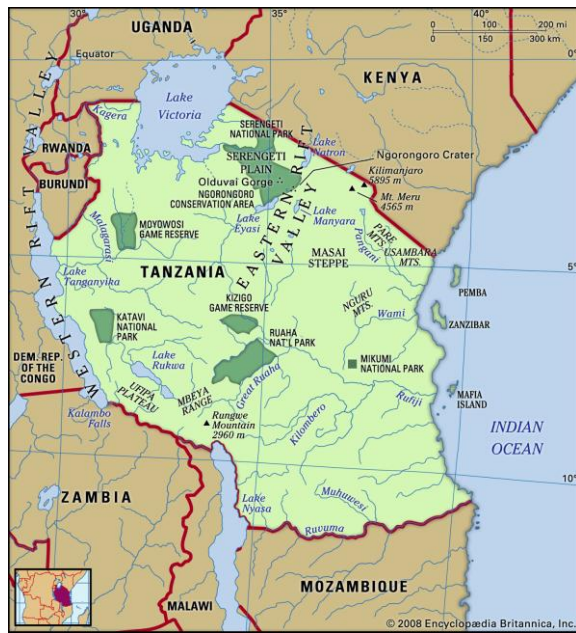 30°
35°
40°
0 100 200 mi
0 100 200 300 km
UGANDA
Equator
0°
KENYA
Lake
Victoria
Kagera
WESTERN RIFT VALLEY
RWANDA
BURUNDI
SERENGETI
NATIONAL PARK
SERENGETI
PLAIN
Olduvai Gorge
NGORONGORO
CONSERVATION AREA
Lake
Natron
Ngorongoro Crater
Kilimanjaro
5895 m
Mt. Meru
4565 m
EASTERN RIFT
VALLEY
Lake
Eyasi
Lake
Manyara
Pangani
PARE
MTS.
USAMBARA
MTS.
MASAI
STEPPE
Malagarasi
MOYOWOSI
GAME RESERVE
5°
Lake
Tanganyika
TANZANIA
KIZIGO
GAME RESERVE
NGURU
MTS.
Wami
PEMBA
ZANZIBAR
KATAVI
NATIONAL
PARK
RUAHA
NAT'L PARK
MIKUMI
NATIONAL PARK
DEM. REP.
OF THE
CONGO
Lake
Rukwa
Great Ruaha
Rufiji
MAFIA
ISLAND
UFIPA
PLATEAU
MBEYA
RANGE
Kalambo
Falls
Rungwe
Mountain
2960 m
Kilombero
INDIAN
OCEAN
10°
ZAMBIA
Lake
Nyasa
Muhuwesi
Ruvuma
MALAWI
MOZAMBIQUE
© 2008 Encyclopædia Britannica, Inc.